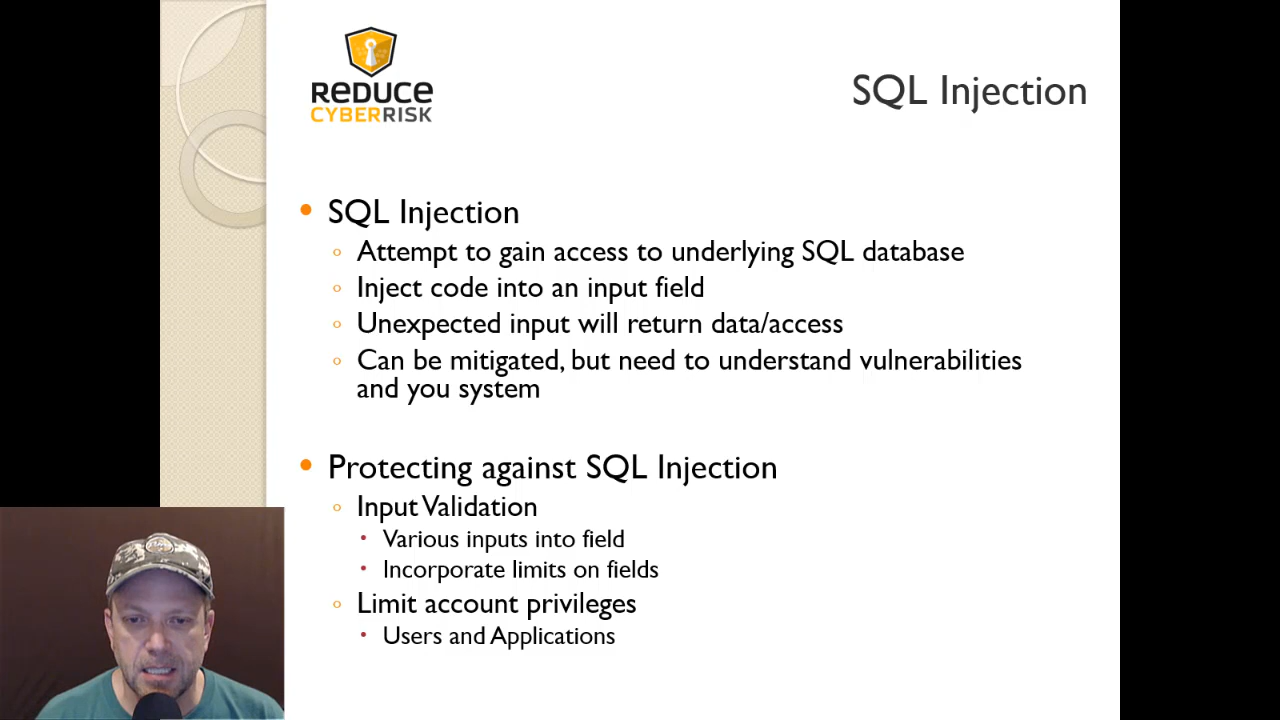 REDUCE
CYBERRISK
SQL Injection
SQL Injection
Attempt to gain access to underlying SQL database
Inject code into an input field
Unexpected input will return data/access
Can be mitigated, but need to understand vulnerabilities
and you system
Protecting against SQL Injection
Input Validation
Various inputs into field
Incorporate limits on fields
Limit account privileges
Users and Applications